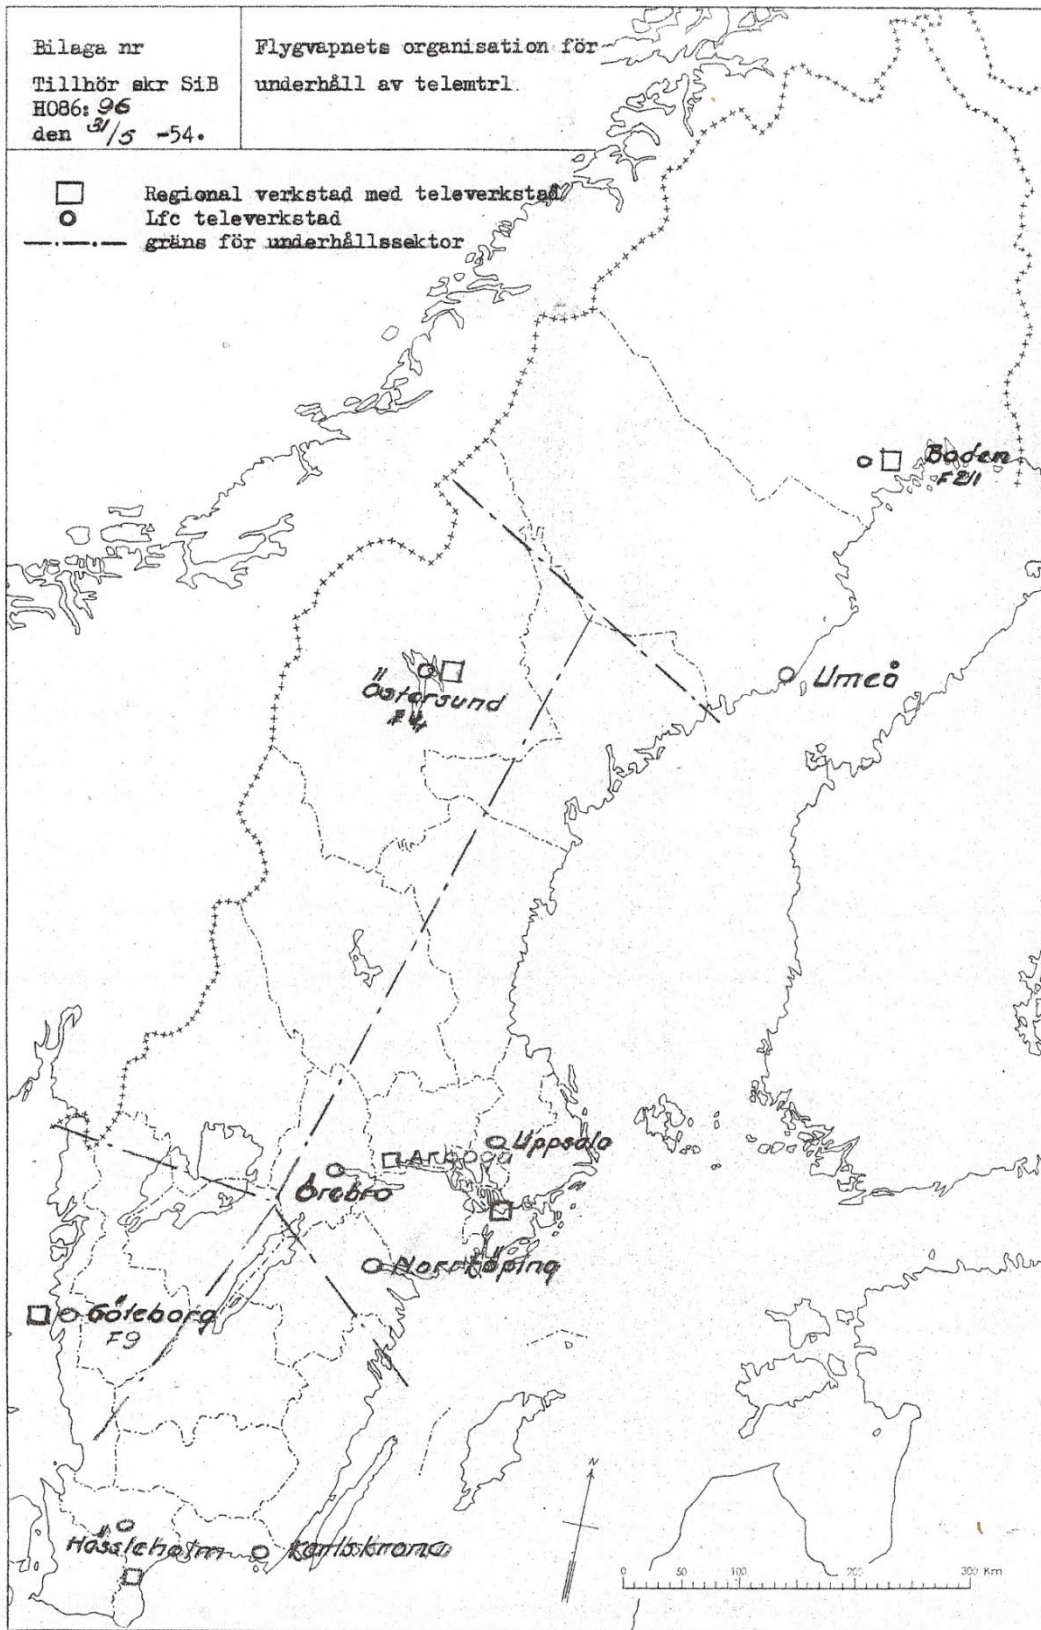 Bilaga nr
Tillhör skr SiB
H086: 96
den 31/5 -54.
Flygvapnets organisation för
underhåll av telemtrl.
Regional verkstad med televerkstad
Lfc televerkstad
gräns för underhållssektor
Boden
F21
Umeå
Östersund
F4
Uppsala
Arboga
Örebro
Norrköping
Göteborg
F9
Hässleholm
Karlskrona
N
0 50 100 200 300 Km